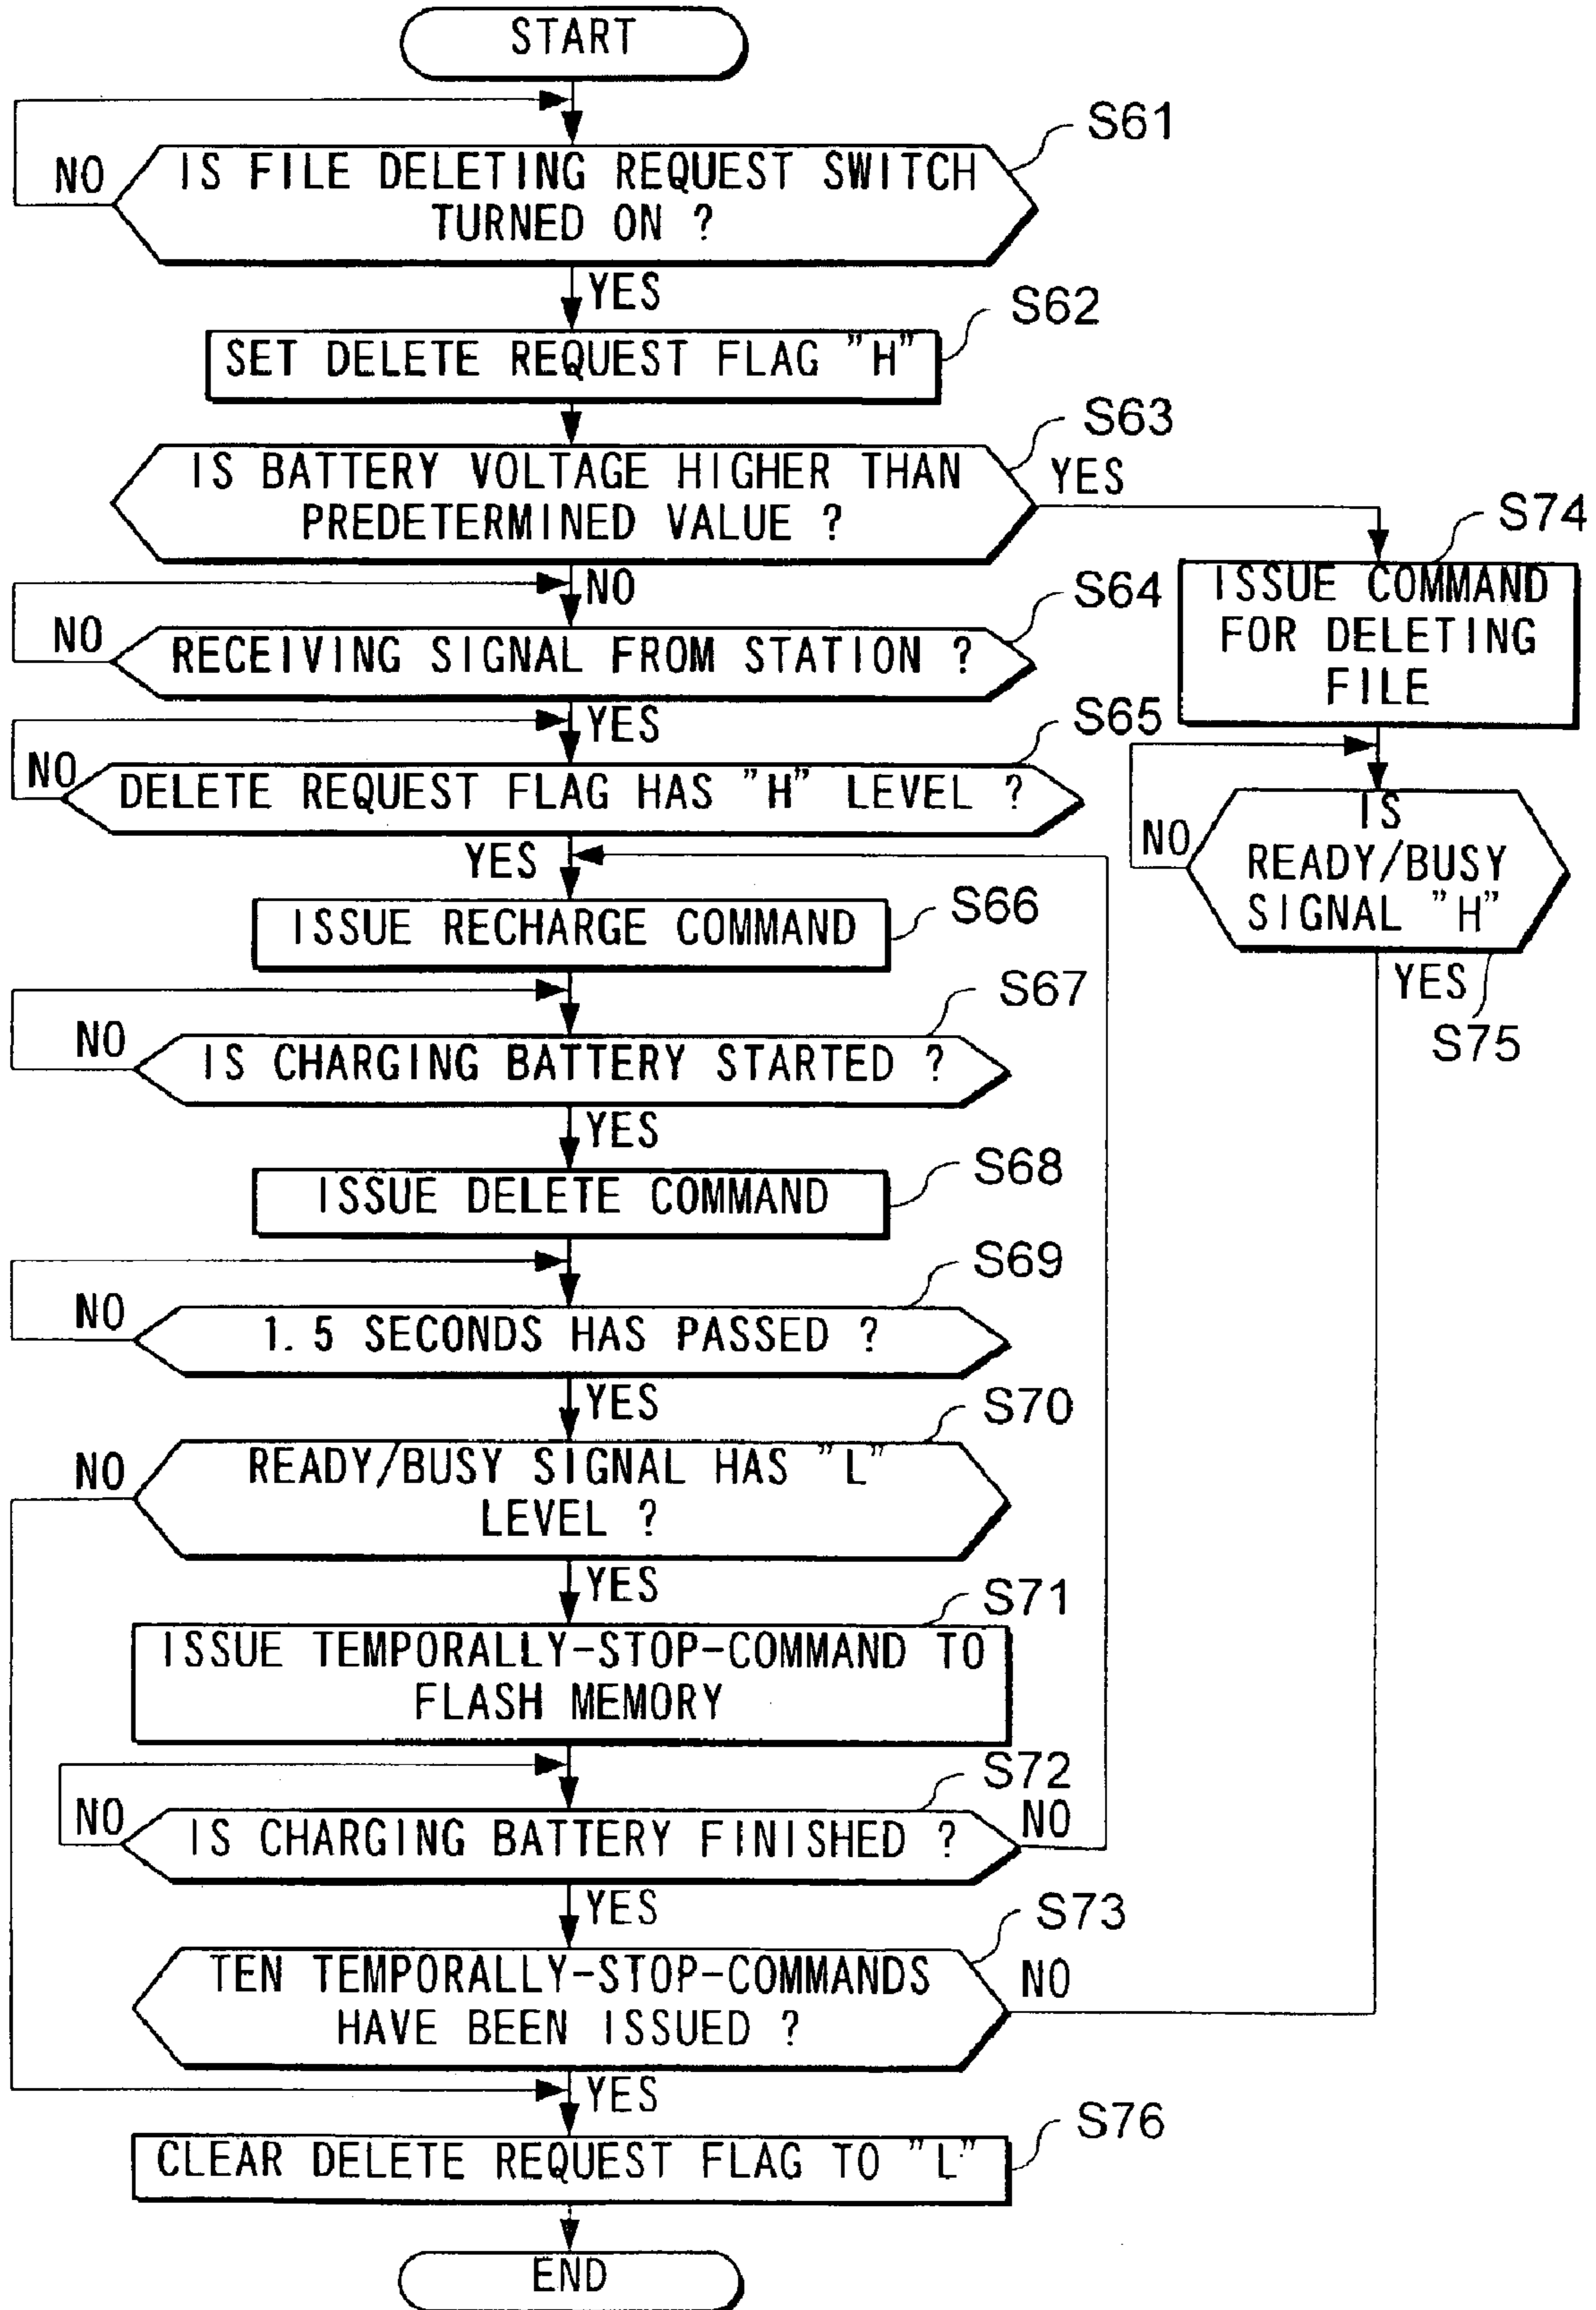 START
S61
NO
IS FILE DELETING REQUEST SWITCH
TURNED ON ?
YES
S62
SET DELETE REQUEST FLAG "H"
S63
IS BATTERY VOLTAGE HIGHER THAN
PREDETERMINED VALUE ?
YES
S74
ISSUE COMMAND
FOR DELETING
FILE
NO
S64
NO
RECEIVING SIGNAL FROM STATION ?
YES
S65
NO
DELETE REQUEST FLAG HAS "H" LEVEL ?
NO
IS
READY/BUSY
SIGNAL "H"
YES
S75
YES
S66
ISSUE RECHARGE COMMAND
S67
NO
IS CHARGING BATTERY STARTED ?
YES
S68
ISSUE DELETE COMMAND
S69
NO
1.5 SECONDS HAS PASSED ?
YES
S70
NO
READY/BUSY SIGNAL HAS "L"
LEVEL ?
YES
S71
ISSUE TEMPORALLY-STOP-COMMAND TO
FLASH MEMORY
S72
NO
IS CHARGING BATTERY FINISHED ?
NO
YES
S73
TEN TEMPORALLY-STOP-COMMANDS
HAVE BEEN ISSUED ?
NO
YES
S76
CLEAR DELETE REQUEST FLAG TO "L"
END